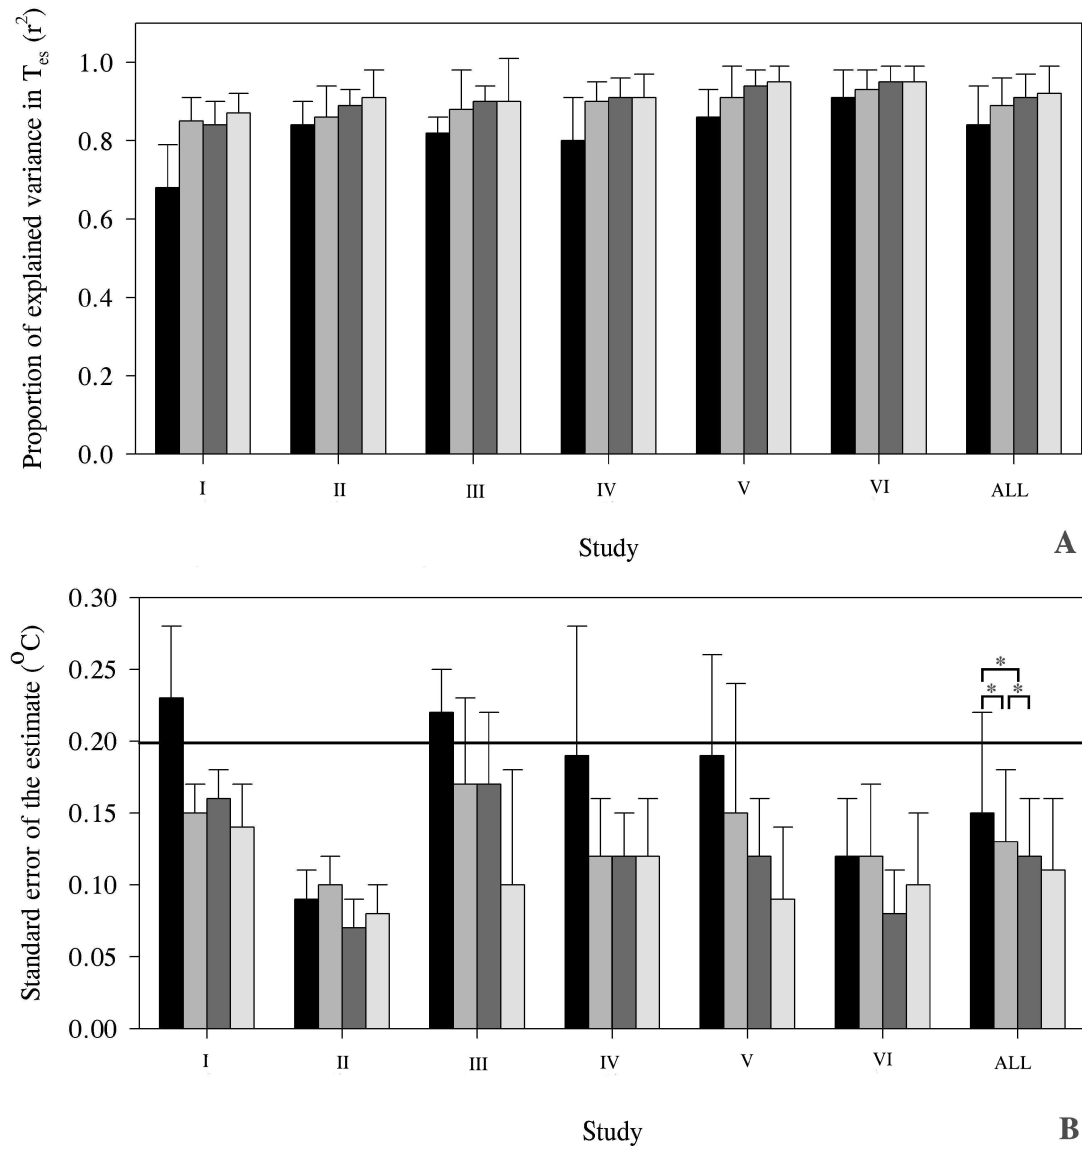 Proportion of explained variance in Tes (r2)
1.0
0.8
0.6
0.4
0.2
0.0
I II III IV V VI ALL
Study
A
Standard error of the estimate (oC)
0.30
0.25
0.20
0.15
0.10
0.05
0.00
*
* *
I II III IV V VI ALL
Study
B